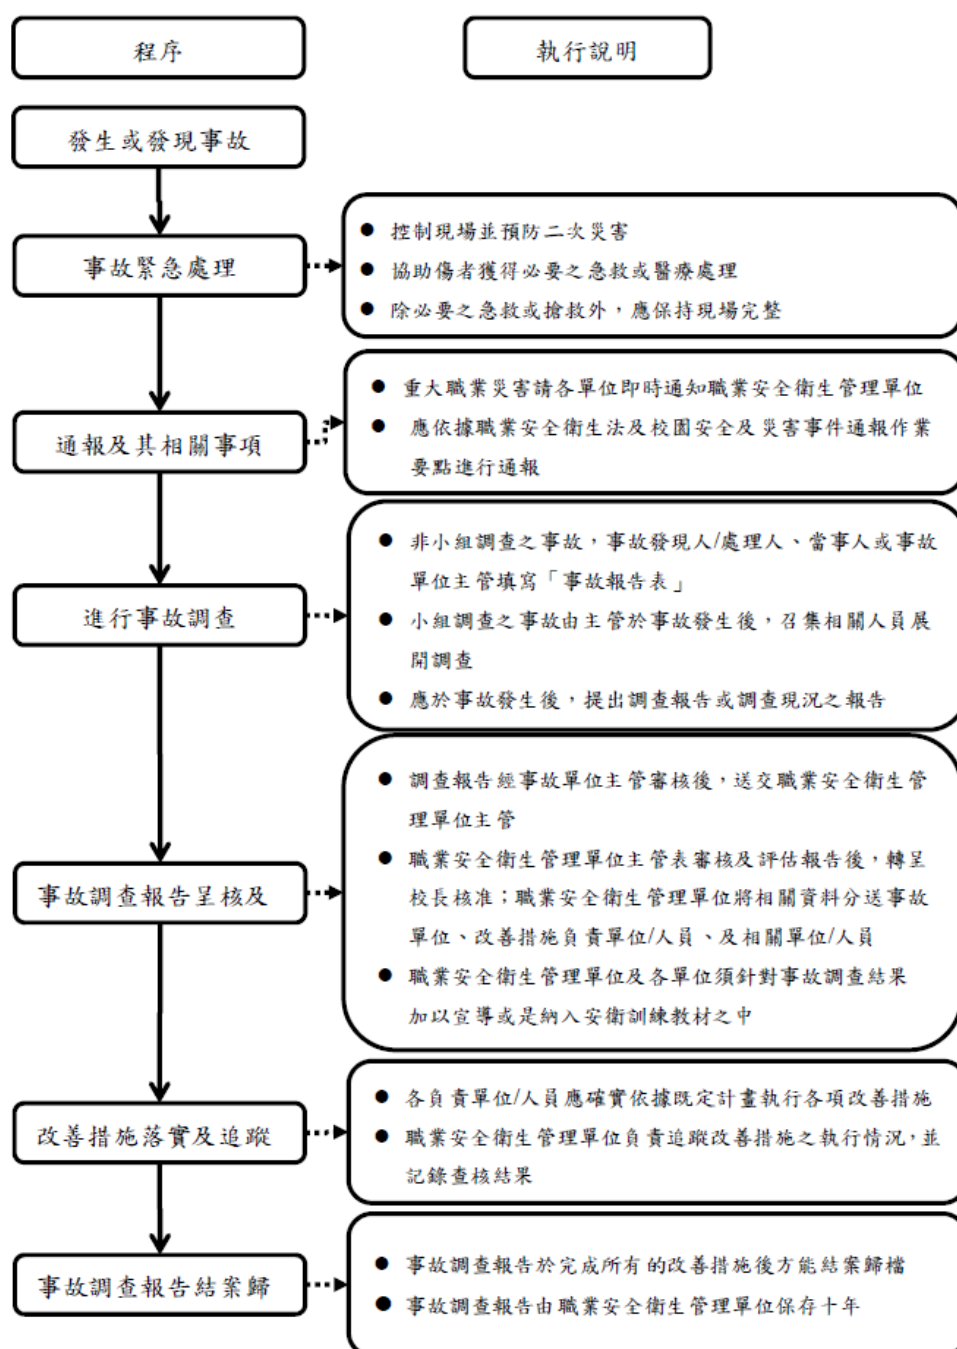 程序
執行說明
發生或發現事故
事故緊急處理
● 控制現場並預防二次災害
● 協助傷者獲得必要之急救或醫療處理
● 除必要之急救或搶救外，應保持現場完整
通報及其相關事項
● 重大職業災害請各單位即時通知職業安全衛生管理單位
● 應依據職業安全衛生法及校園安全及災害事件通報作業
要點進行通報
進行事故調查
● 非小組調查之事故，事故發現人/處理人、當事人或事故
單位主管填寫「事故報告表」
● 小組調查之事故由主管於事故發生後，召集相關人員展
開調查
● 應於事故發生後，提出調查報告或調查現況之報告
事故調查報告呈核及
● 調查報告經事故單位主管審核後，送交職業安全衛生管
理單位主管
● 職業安全衛生管理單位主管表審核及評估報告後，轉呈
校長核准；職業安全衛生管理單位將相關資料分送事故
單位、改善措施負責單位/人員、及相關單位/人員
● 職業安全衛生管理單位及各單位須針對事故調查結果
加以宣導或是納入安衛訓練教材之中
改善措施落實及追蹤
● 各負責單位/人員應確實依據既定計畫執行各項改善措施
● 職業安全衛生管理單位負責追蹤改善措施之執行情況，並
記錄查核結果
事故調查報告結案歸
● 事故調查報告於完成所有的改善措施後方能結案歸檔
● 事故調查報告由職業安全衛生管理單位保存十年